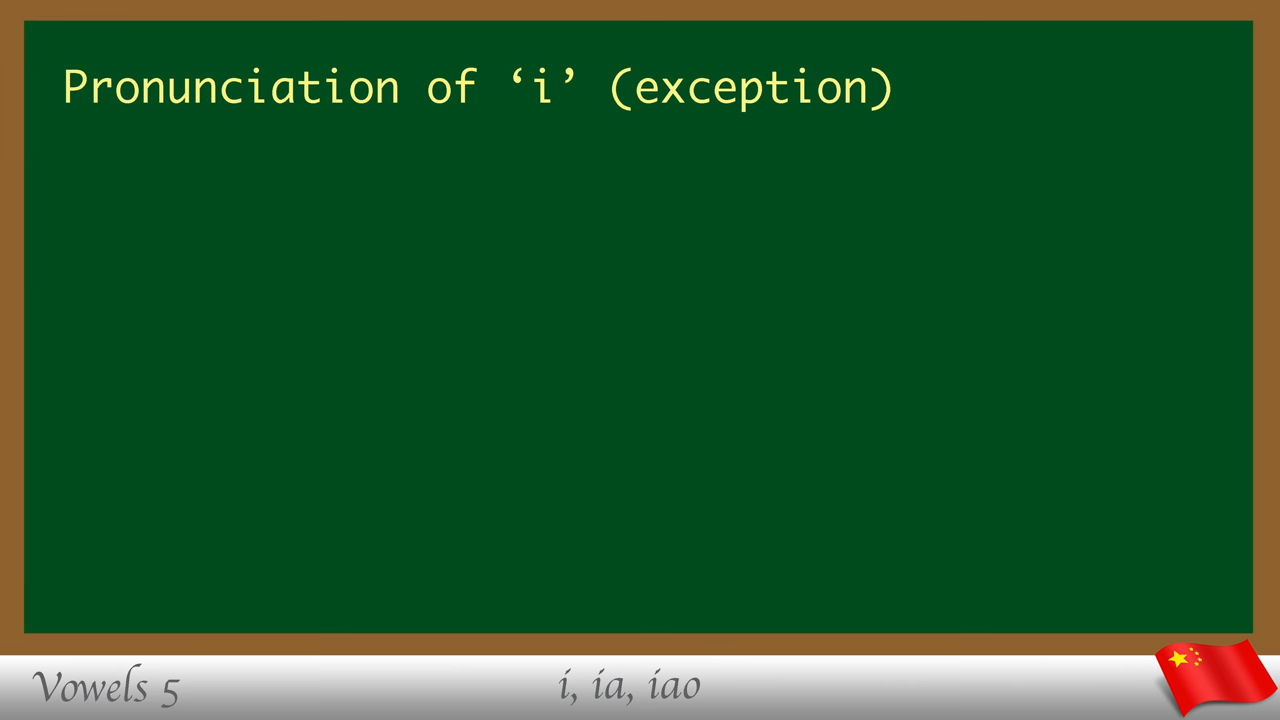 Pronunciation of ‘i’ (exception)
Vowels 5
i, ia, iao